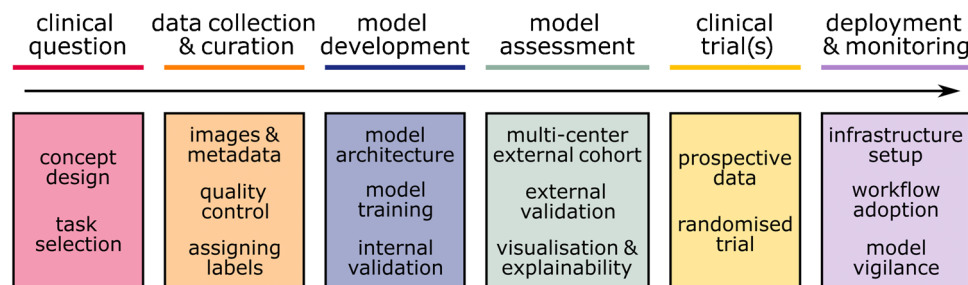 clinical
question
data collection
& curation
model
development
model
assessment
clinical
trial(s)
deployment
& monitoring
concept
design
task
selection
images &
metadata
quality
control
assigning
labels
model
architecture
model
training
internal
validation
multi-center
external cohort
external
validation
visualisation &
explainability
prospective
data
randomised
trial
infrastructure
setup
workflow
adoption
model
vigilance